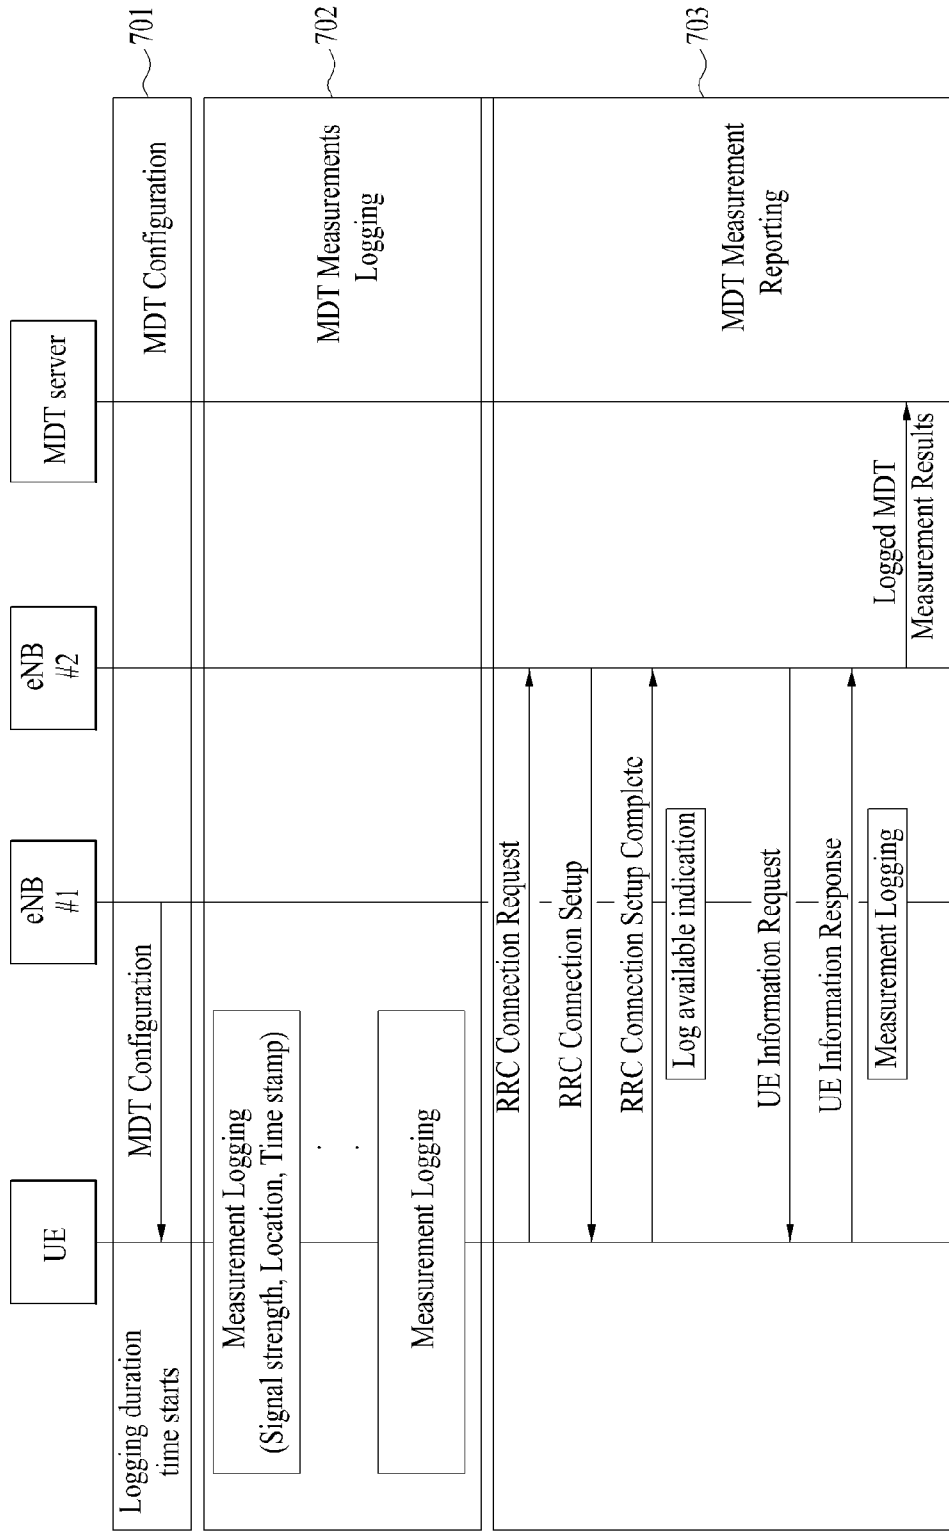 UE
eNB
#1
eNB
#2
MDT server
Logging duration
time starts
MDT Configuration
MDT Configuration
701
Measurement Logging
(Signal strength, Location, Time stamp)
Measurement Logging
MDT Measurements
Logging
702
RRC Connection Request
RRC Connection Setup
RRC Connection Setup Complete
Log available indication
UE Information Request
UE Information Response
Measurement Logging
Logged MDT
Measurement Results
MDT Measurement
Reporting
703